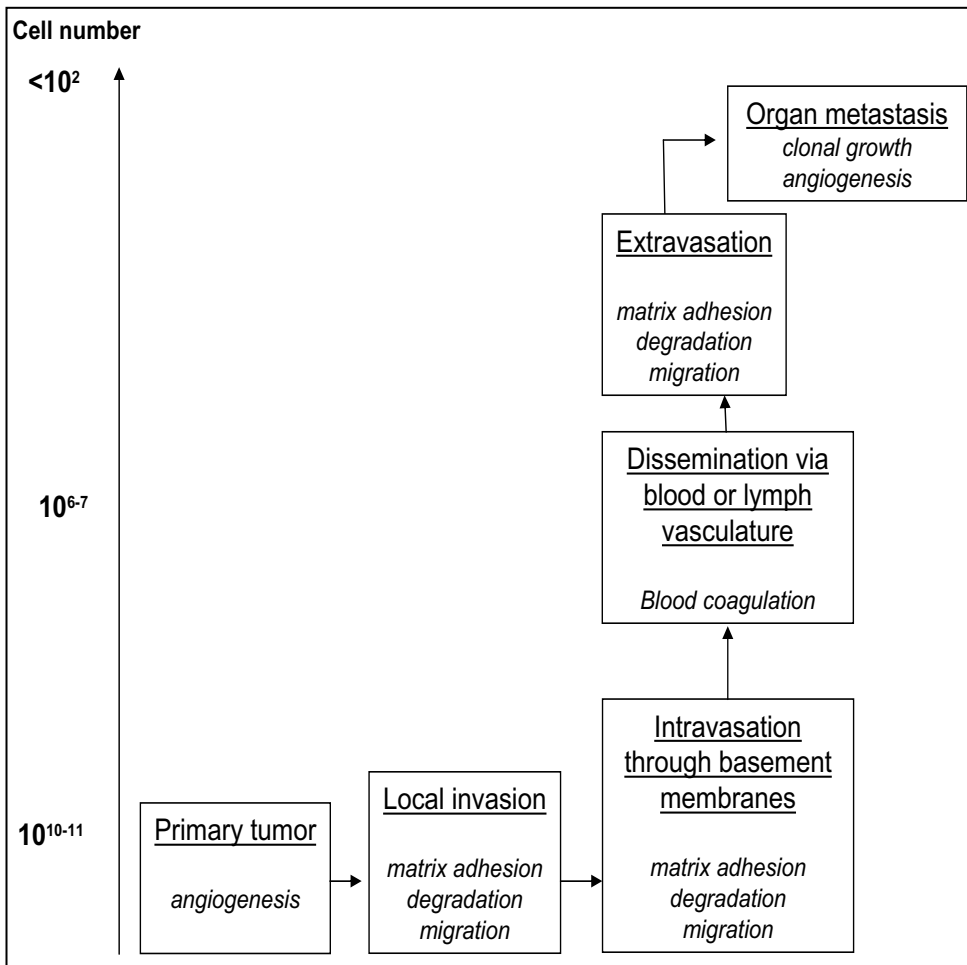 Cell number
<10²
Organ metastasis
clonal growth
angiogenesis
Extravasation
matrix adhesion
degradation
migration
10⁶⁻⁷
Dissemination via
blood or lymph
vasculature
Blood coagulation
10¹⁰⁻¹¹
Primary tumor
angiogenesis
Local invasion
matrix adhesion
degradation
migration
Intravasation
through basement
membranes
matrix adhesion
degradation
migration